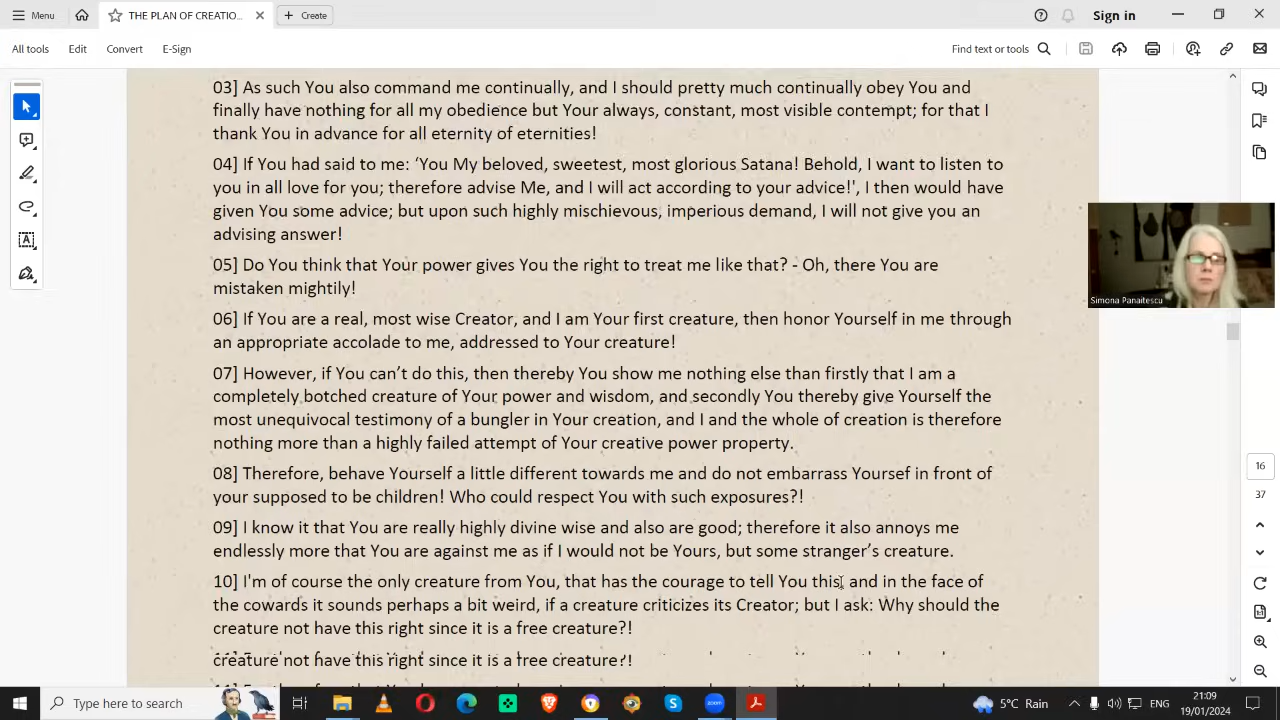 Menu
THE PLAN OF CREATIO...
Create
Sign in
All tools
Edit
Convert
E-Sign
Find text or tools
03] As such You also command me continually, and I should pretty much continually obey You and
finally have nothing for all my obedience but Your always, constant, most visible contempt; for that I
thank You in advance for all eternity of eternities!
04] If You had said to me: ‘You My beloved, sweetest, most glorious Satana! Behold, I want to listen to
you in all love for you; therefore advise Me, and I will act according to your advice!', I then would have
given You some advice; but upon such highly mischievous, imperious demand, I will not give you an
advising answer!
05] Do You think that Your power gives You the right to treat me like that? - Oh, there You are
mistaken mightily!
06] If You are a real, most wise Creator, and I am Your first creature, then honor Yourself in me through
an appropriate accolade to me, addressed to Your creature!
07] However, if You can’t do this, then thereby You show me nothing else than firstly that I am a
completely botched creature of Your power and wisdom, and secondly You thereby give Yourself the
most unequivocal testimony of a bungler in Your creation, and I and the whole of creation is therefore
nothing more than a highly failed attempt of Your creative power property.
08] Therefore, behave Yourself a little different towards me and do not embarrass Yoursef in front of
your supposed to be children! Who could respect You with such exposures?!
09] I know it that You are really highly divine wise and also are good; therefore it also annoys me
endlessly more that You are against me as if I would not be Yours, but some stranger’s creature.
10] I'm of course the only creature from You, that has the courage to tell You this, and in the face of
the cowards it sounds perhaps a bit weird, if a creature criticizes its Creator; but I ask: Why should the
creature not have this right since it is a free creature?!
creature not have this right since it is a free creature?!
Simona Panaitescu
16
37
Type here to search
zoom
5°C Rain
ENG
21:09
19/01/2024